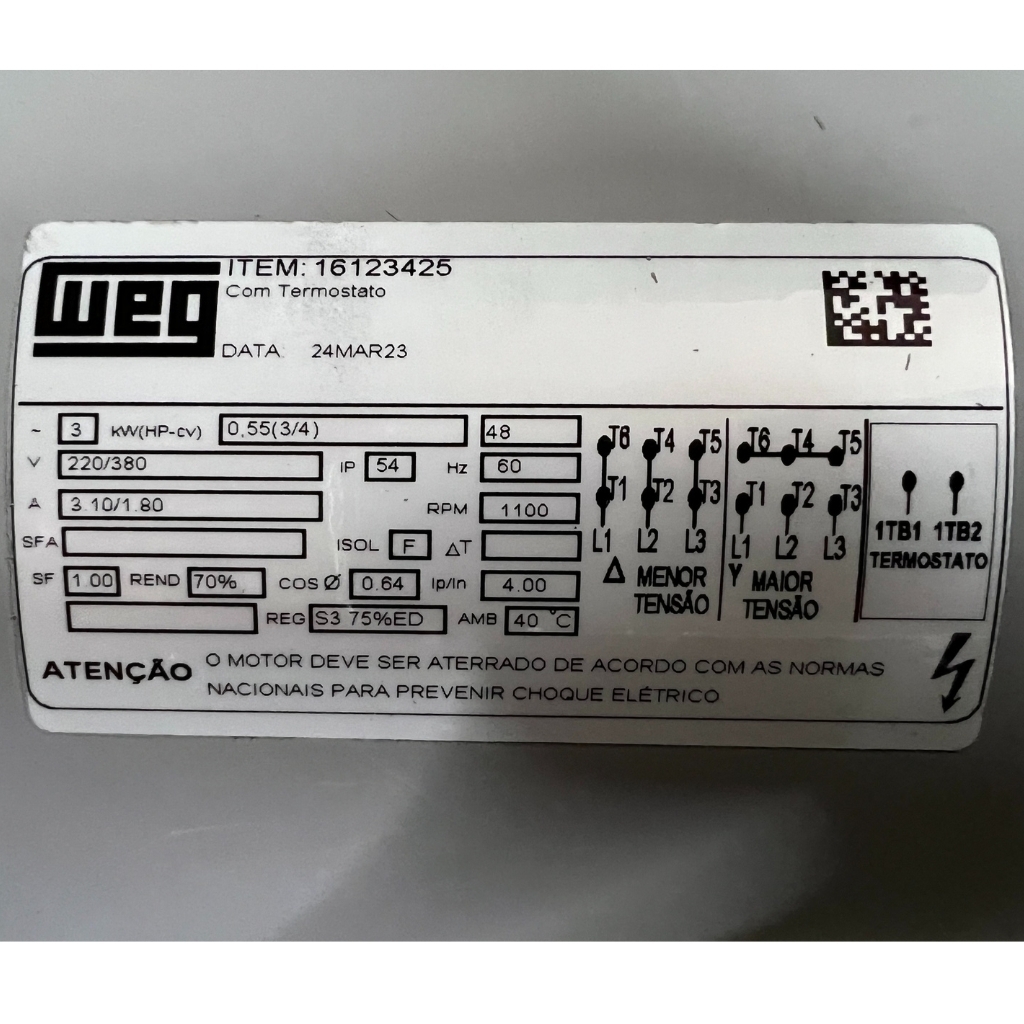 weg
ITEM: 16123425
Com Termostato
DATA 24MAR23
~ 3 KW(HP-cv) 0,55(3/4) 48
V 220/380 IP 54 Hz 60
A 3.10/1.80 RPM 1100
SFA ISOL F ΔT
SF 1.00 REND 70% COS Ø 0.64 Ip/In 4.00
REG S3 75%ED AMB 40 °C
T6 T4 T5
T1 T2 T3
L1 L2 L3
Δ MENOR
TENSÃO
T6 T4 T5
T1 T2 T3
L1 L2 L3
Y MAIOR
TENSÃO
1TB1 1TB2
TERMOSTATO
ATENÇÃO O MOTOR DEVE SER ATERRADO DE ACORDO COM AS NORMAS
NACIONAIS PARA PREVENIR CHOQUE ELÉTRICO